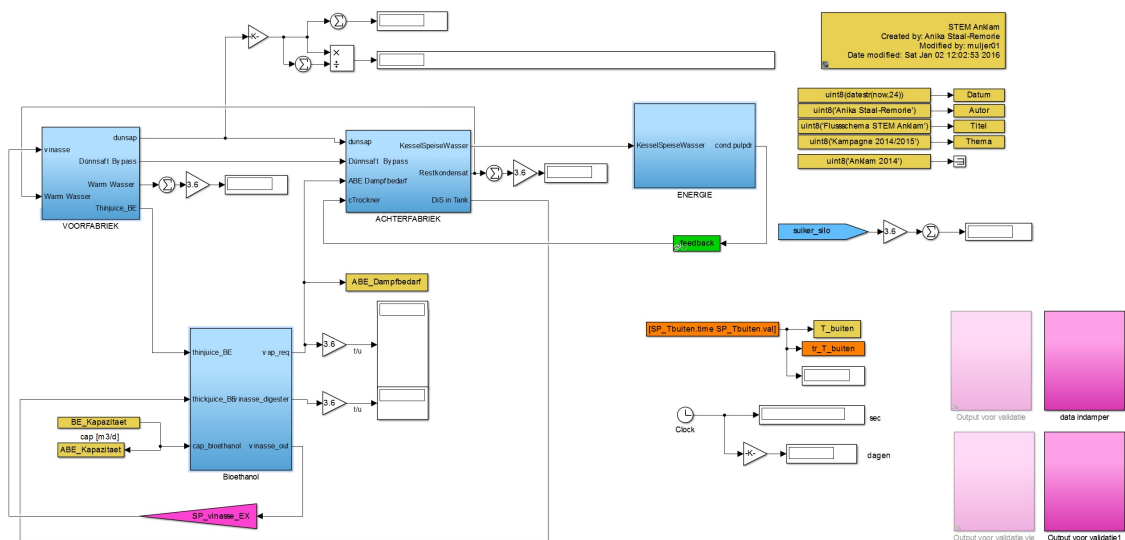 STEM Anklam
Created by: Anika Staal-Remorie
Modified by: muijer01
Date modified: Sat Jan 02 12:02:53 2016
-K-
Σ
Σ
×
÷
uint8(datestr(now,24))
Datum
uint8('Anika Staal-Remorie')
Autor
uint8('Flussschema STEM Anklam')
Titel
uint8('Kampagne 2014/2015')
Thema
uint8('Anklam 2014')
vinasse
Warm Wasser
dunsap
Dünnsaft Bypass
Warm Wasser
Thinjuice_BE
VOORFABRIEK
Σ
3.6
dunsap
Dünnsaft Bypass
ABE Dampfbedarf
cTrockner
KesselSpeiseWasser
Restkondensat
DiS in Tank
ACHTERFABRIEK
Σ
3.6
KesselSpeiseWasser
cond pulpdr
ENERGIE
feedback
suiker_silo
3.6
Σ
ABE_Dampfbedarf
thinjuice_BE
thickjuice_BE
cap_bioethanol
vap_req
vinasse_digester
vinasse_out
Bioethanol
3.6
t/u
3.6
t/u
BE_Kapazitaet
cap [m3/d]
ABE_Kapazitaet
SP_vinasse_EX
[SP_Tbuiten.time SP_Tbuiten.val]
T_buiten
tr_T_buiten
Clock
sec
-K-
dagen
Output voor validatie
data indamper
Output voor validatie vie
Output voor validatie1